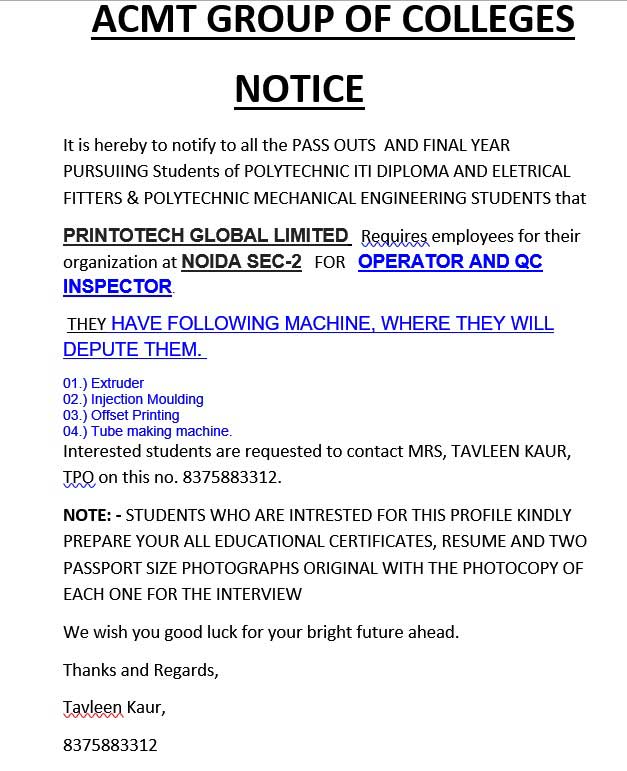 ACMT GROUP OF COLLEGES
NOTICE
It is hereby to notify to all the PASS OUTS AND FINAL YEAR
PURSUIING Students of POLYTECHNIC ITI DIPLOMA AND ELETRICAL
FITTERS & POLYTECHNIC MECHANICAL ENGINEERING STUDENTS that
PRINTOTECH GLOBAL LIMITED Requires employees for their
organization at NOIDA SEC-2 FOR OPERATOR AND QC
INSPECTOR.
THEY HAVE FOLLOWING MACHINE, WHERE THEY WILL
DEPUTE THEM.
01.) Extruder
02.) Injection Moulding
03.) Offset Printing
04.) Tube making machine.
Interested students are requested to contact MRS, TAVLEEN KAUR,
TPO on this no. 8375883312.
NOTE: - STUDENTS WHO ARE INTRESTED FOR THIS PROFILE KINDLY
PREPARE YOUR ALL EDUCATIONAL CERTIFICATES, RESUME AND TWO
PASSPORT SIZE PHOTOGRAPHS ORIGINAL WITH THE PHOTOCOPY OF
EACH ONE FOR THE INTERVIEW
We wish you good luck for your bright future ahead.
Thanks and Regards,
Tavleen Kaur,
8375883312